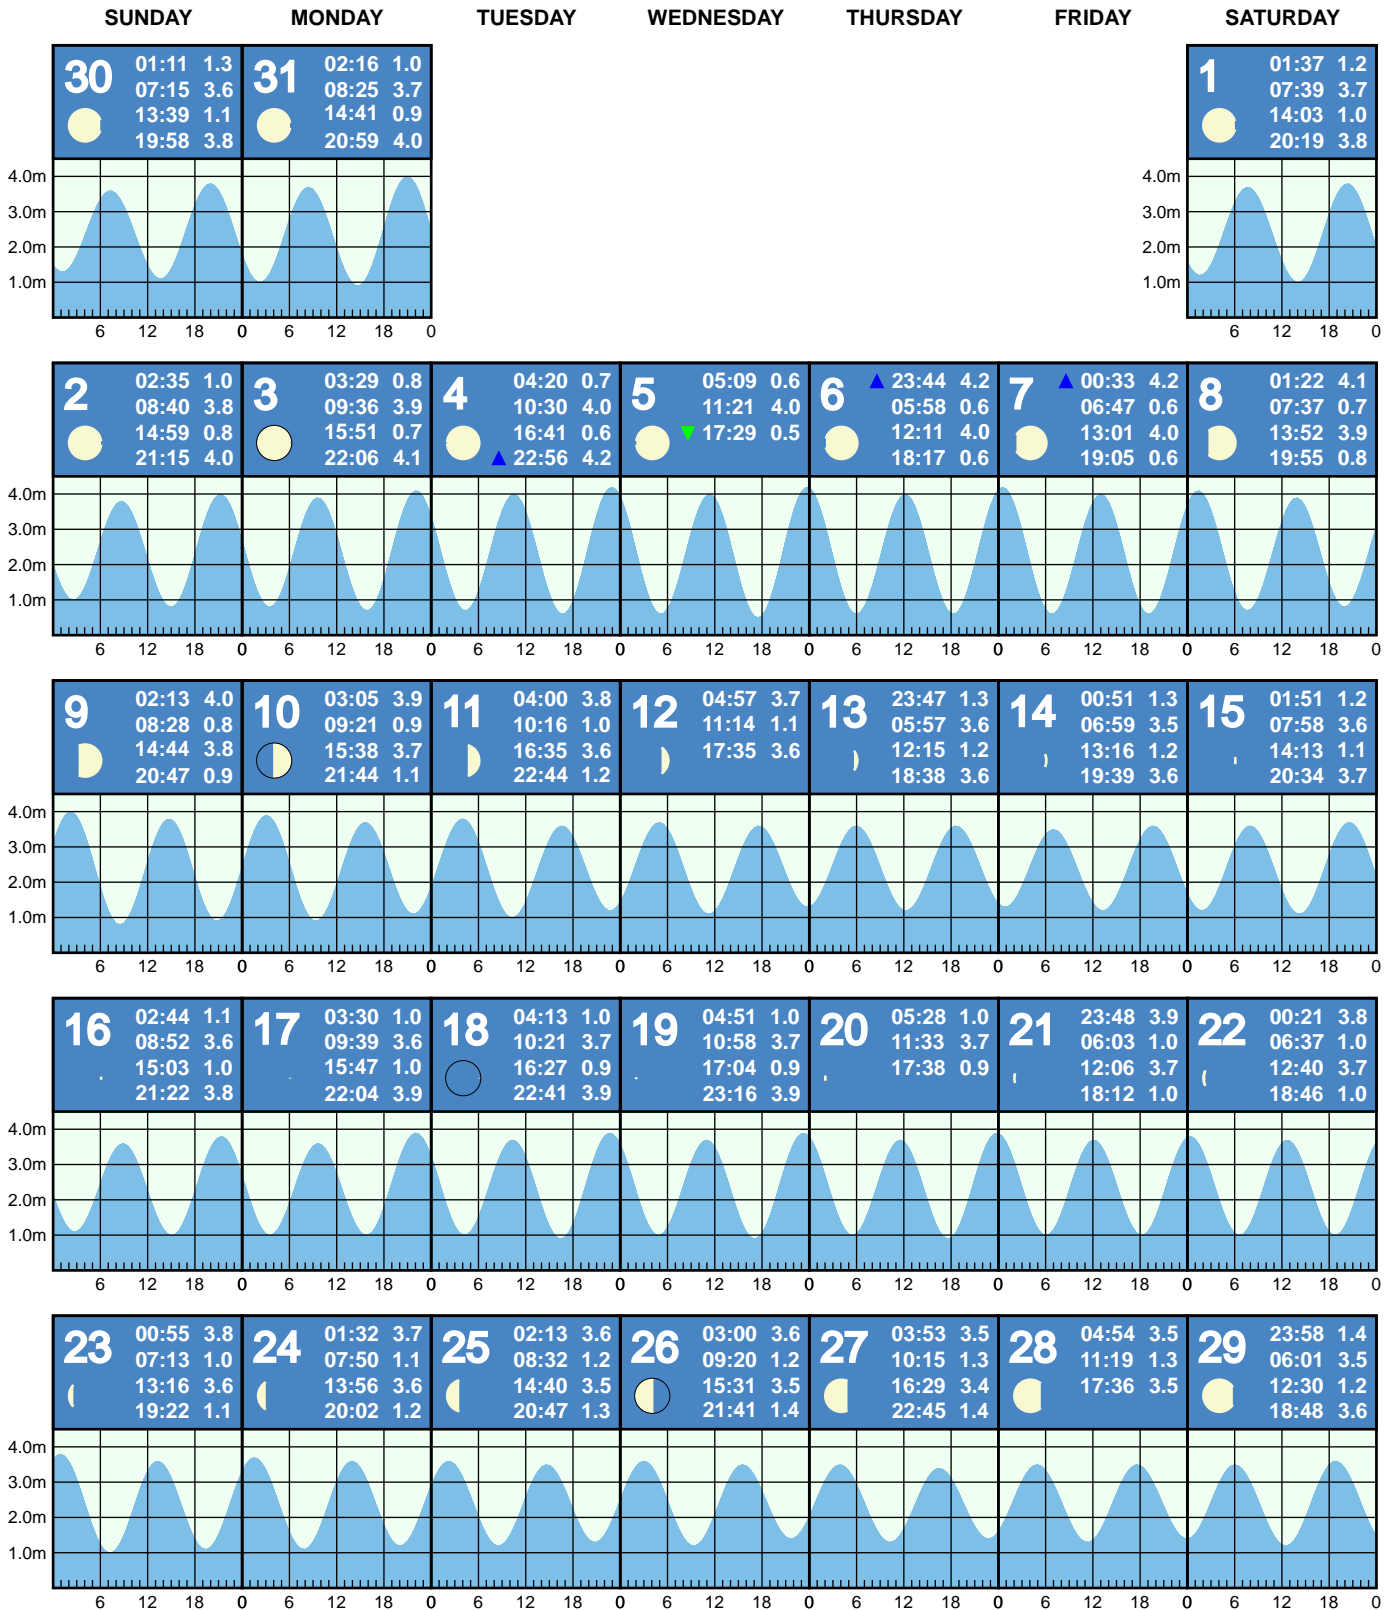 SUNDAY MONDAY TUESDAY WEDNESDAY THURSDAY FRIDAY SATURDAY
30 01:11 1.3
07:15 3.6
13:39 1.1
19:58 3.8
31 02:16 1.0
08:25 3.7
14:41 0.9
20:59 4.0
1 01:37 1.2
07:39 3.7
14:03 1.0
20:19 3.8
4.0m
3.0m
2.0m
1.0m
6 12 18 0 0 6 12 18 0
4.0m
3.0m
2.0m
1.0m
6 12 18 0
2 02:35 1.0
08:40 3.8
14:59 0.8
21:15 4.0
3 03:29 0.8
09:36 3.9
15:51 0.7
22:06 4.1
4 04:20 0.7
10:30 4.0
16:41 0.6
▲ 22:56 4.2
5 05:09 0.6
11:21 4.0
▼ 17:29 0.5
6 ▲ 23:44 4.2
05:58 0.6
12:11 4.0
18:17 0.6
7 ▲ 00:33 4.2
06:47 0.6
13:01 4.0
19:05 0.6
8 01:22 4.1
07:37 0.7
13:52 3.9
19:55 0.8
4.0m
3.0m
2.0m
1.0m
6 12 18 0 0 6 12 18 0 6 12 18 0 0 6 12 18 0 0 6 12 18 0 6 12 18 0 0 6 12 18 0
9 02:13 4.0
08:28 0.8
14:44 3.8
20:47 0.9
10 03:05 3.9
09:21 0.9
15:38 3.7
21:44 1.1
11 04:00 3.8
10:16 1.0
16:35 3.6
22:44 1.2
12 04:57 3.7
11:14 1.1
17:35 3.6
13 23:47 1.3
05:57 3.6
12:15 1.2
18:38 3.6
14 00:51 1.3
06:59 3.5
13:16 1.2
19:39 3.6
15 01:51 1.2
07:58 3.6
14:13 1.1
20:34 3.7
4.0m
3.0m
2.0m
1.0m
6 12 18 0 0 6 12 18 0 6 12 18 0 0 6 12 18 0 0 6 12 18 0 6 12 18 0 0 6 12 18 0
16 02:44 1.1
08:52 3.6
15:03 1.0
21:22 3.8
17 03:30 1.0
09:39 3.6
15:47 1.0
22:04 3.9
18 04:13 1.0
10:21 3.7
16:27 0.9
22:41 3.9
19 04:51 1.0
10:58 3.7
17:04 0.9
23:16 3.9
20 05:28 1.0
11:33 3.7
17:38 0.9
21 23:48 3.9
06:03 1.0
12:06 3.7
18:12 1.0
22 00:21 3.8
06:37 1.0
12:40 3.7
18:46 1.0
4.0m
3.0m
2.0m
1.0m
6 12 18 0 0 6 12 18 0 6 12 18 0 0 6 12 18 0 0 6 12 18 0 6 12 18 0 0 6 12 18 0
23 00:55 3.8
07:13 1.0
13:16 3.6
19:22 1.1
24 01:32 3.7
07:50 1.1
13:56 3.6
20:02 1.2
25 02:13 3.6
08:32 1.2
14:40 3.5
20:47 1.3
26 03:00 3.6
09:20 1.2
15:31 3.5
21:41 1.4
27 03:53 3.5
10:15 1.3
16:29 3.4
22:45 1.4
28 04:54 3.5
11:19 1.3
17:36 3.5
29 23:58 1.4
06:01 3.5
12:30 1.2
18:48 3.6
4.0m
3.0m
2.0m
1.0m
6 12 18 0 0 6 12 18 0 6 12 18 0 0 6 12 18 0 0 6 12 18 0 6 12 18 0 0 6 12 18 0